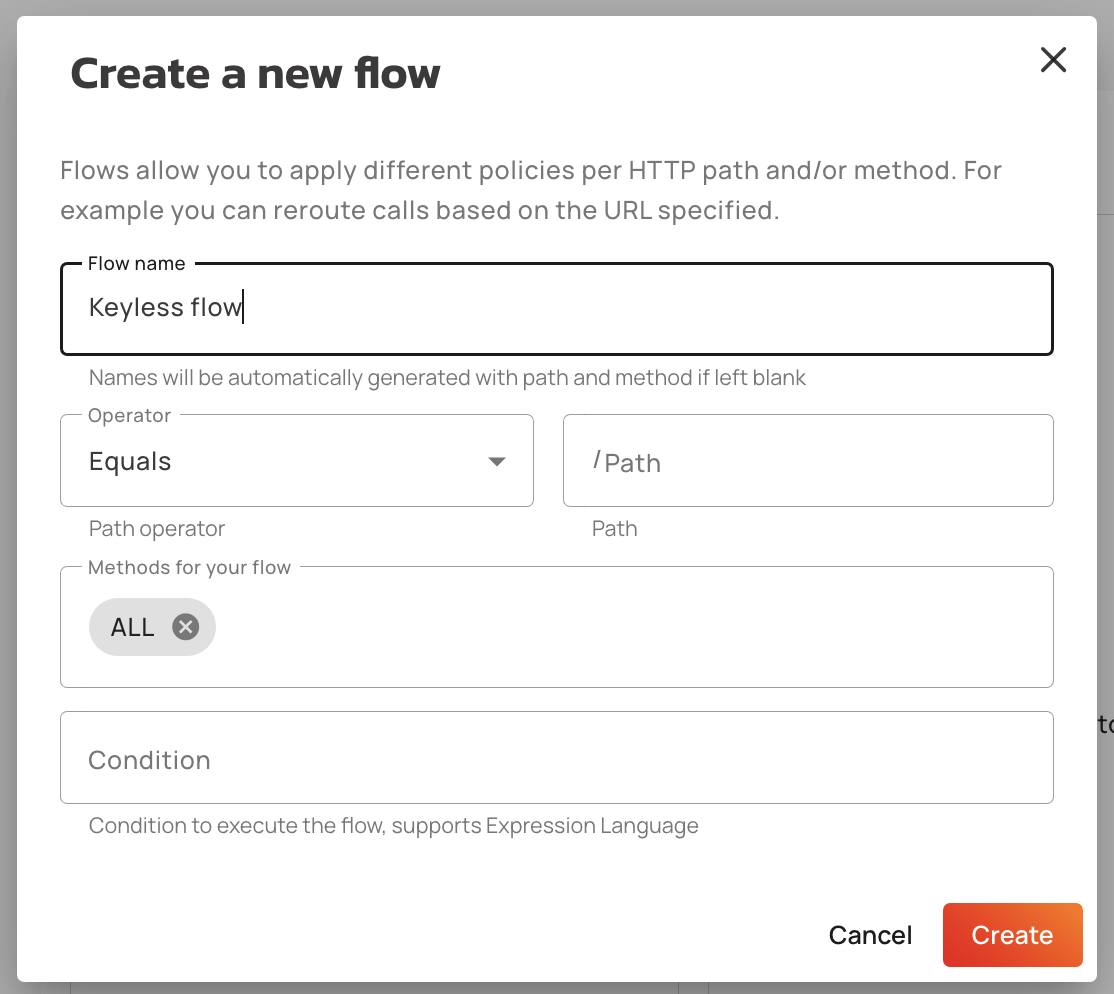 Create a new flow
Flows allow you to apply different policies per HTTP path and/or method. For
example you can reroute calls based on the URL specified.
Flow name
Keyless flow
Names will be automatically generated with path and method if left blank
Operator
Equals
/Path
Path operator
Path
Methods for your flow
ALL
to
Condition
Condition to execute the flow, supports Expression Language
Cancel
Create